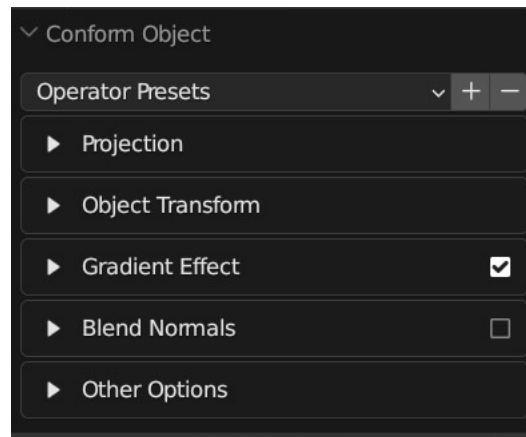 Conform Object
Operator Presets
Projection
Object Transform
Gradient Effect
Blend Normals
Other Options